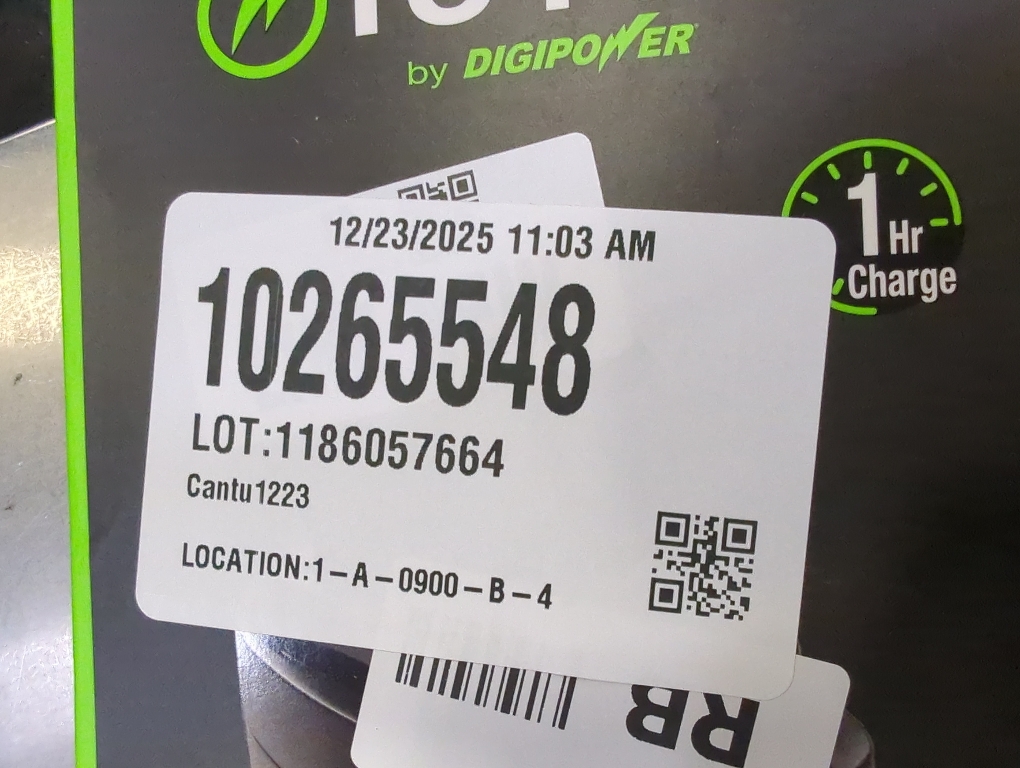 by DIGIPOWER®
1 Hr
Charge
12/23/2025 11:03 AM
10265548
LOT:1186057664
Cantu1223
LOCATION:1-A-0900-B-4
RB